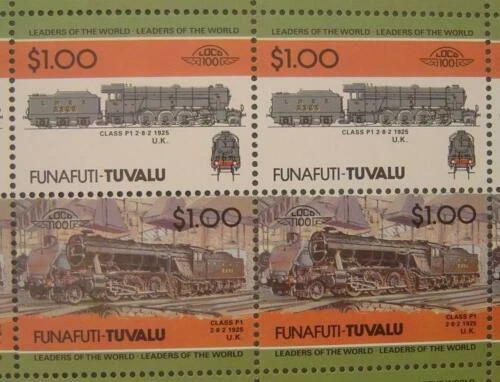 LEADERS OF THE WORLD · LEADERS OF THE WORLD
LEADERS OF THE WORLD · LEADERS OF THE WORLD
$1.00
LOCO
100
$1.00
LOCO
100
L N E R
L N E R
CLASS P1 2·8·2 1925
U.K.
CLASS P1 2·8·2 1925
U.K.
FUNAFUTI-TUVALU
FUNAFUTI-TUVALU
LOCO
100
$1.00
LOCO
100
$1.00
CLASS P1
2·8·2 1925
U.K.
CLASS P1
2·8·2 1925
U.K.
FUNAFUTI-TUVALU
FUNAFUTI-TUVALU
LEADERS OF THE WORLD · LEADERS OF THE WORLD
LEADERS OF THE WORLD · LEADERS OF THE WORLD